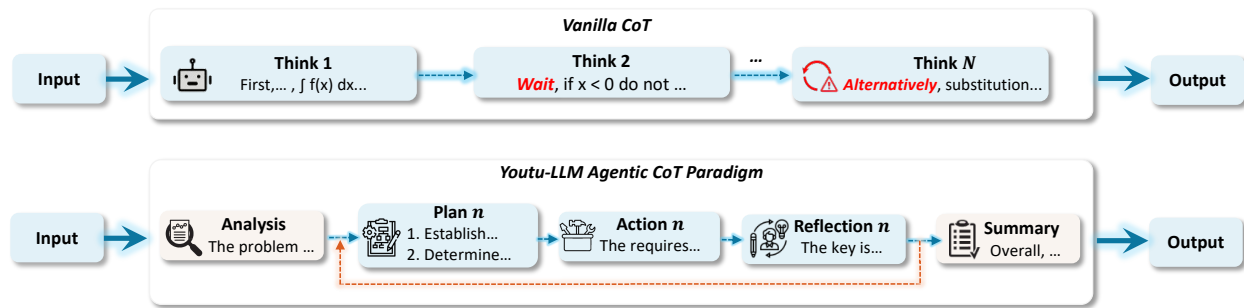 Vanilla CoT
Input
Think 1
First,... , ∫ f(x) dx...
Think 2
Wait, if x < 0 do not ...
...
Think N
Alternatively, substitution...
Output
Youtu-LLM Agentic CoT Paradigm
Input
Analysis
The problem ...
Plan n
1. Establish...
2. Determine...
Action n
The requires...
Reflection n
The key is...
Summary
Overall, ...
Output